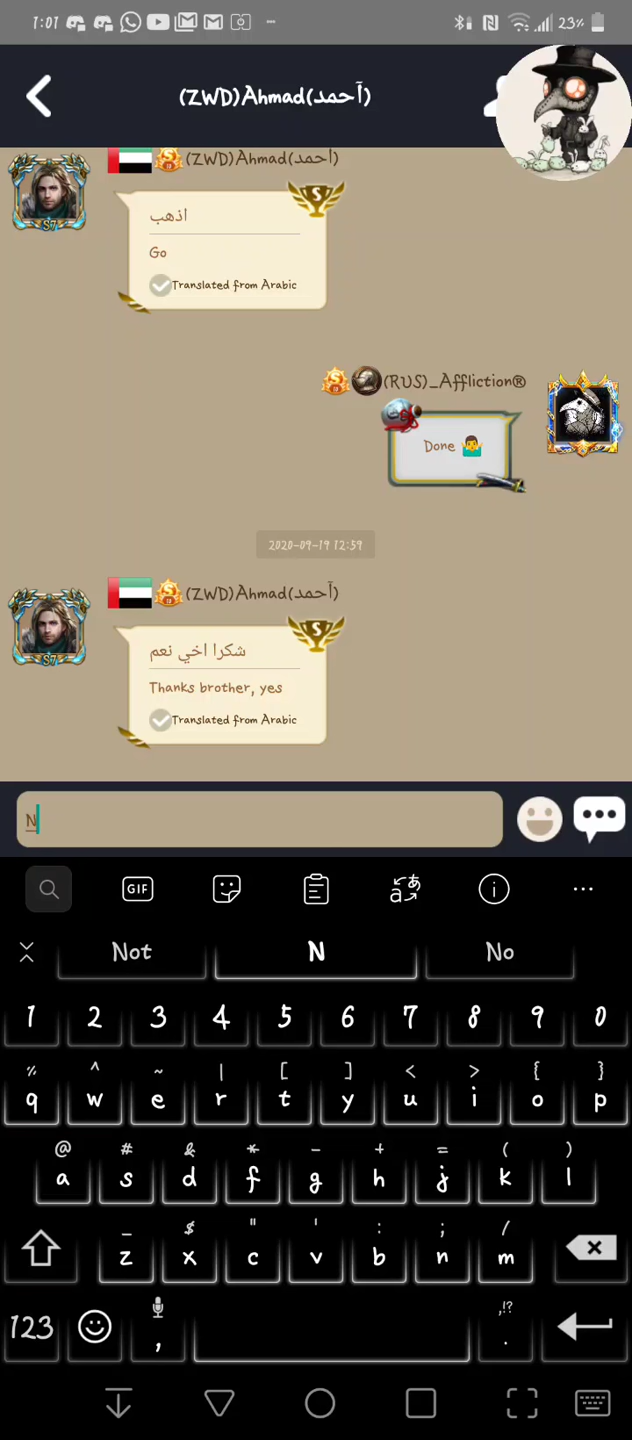 1:01
23%
(ZWD)Ahmad(آحمد)
(ZWD)Ahmad(آحمد)
S
اذهب
Go
Translated from Arabic
S7
(RUS)_Affliction®
Done 🤷‍♂️
2020-09-19 12:59
(ZWD)Ahmad(آحمد)
S
شكرا اخي نعم
Thanks brother, yes
Translated from Arabic
S7
N
GIF
Not N No
1 2 3 4 5 6 7 8 9 0
% ^ ~ | [ ] < > { }
q w e r t y u i o p
@ # & * - + = ( )
a s d f g h j k l
_ $ " ' : ; /
z x c v b n m
,!?
123 , .